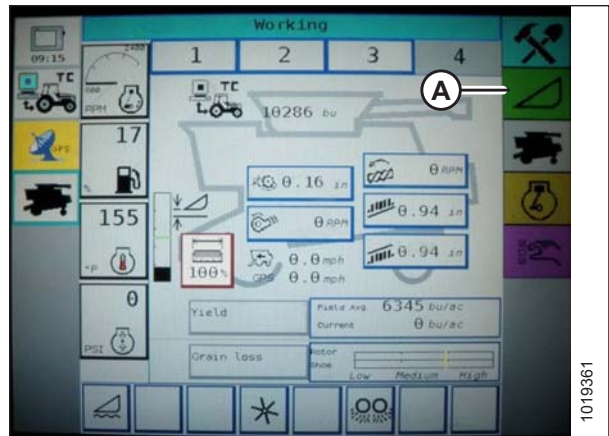 Working
09:15
2400
600
RPM
1 2 3 4
TC
TC
A
10286 bu
GPS
17
%
0.16 in
0 RPM
155
0 RPM
0.94 in
100%
0.0 mph
GPS 0.0 mph
0.94 in
0
PSI
Yield
Field Avg. 6345 bu/ac
Current 0 bu/ac
Grain loss
Rotor
Shoe
Low Medium High
1019361